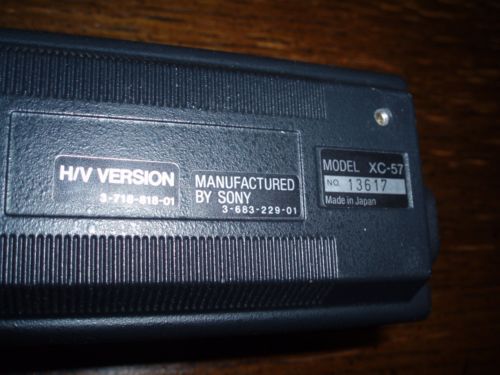 H/V VERSION
3-718-818-01
MANUFACTURED
BY SONY
3-683-229-01
MODEL XC-57
NO. 13617
Made in Japan